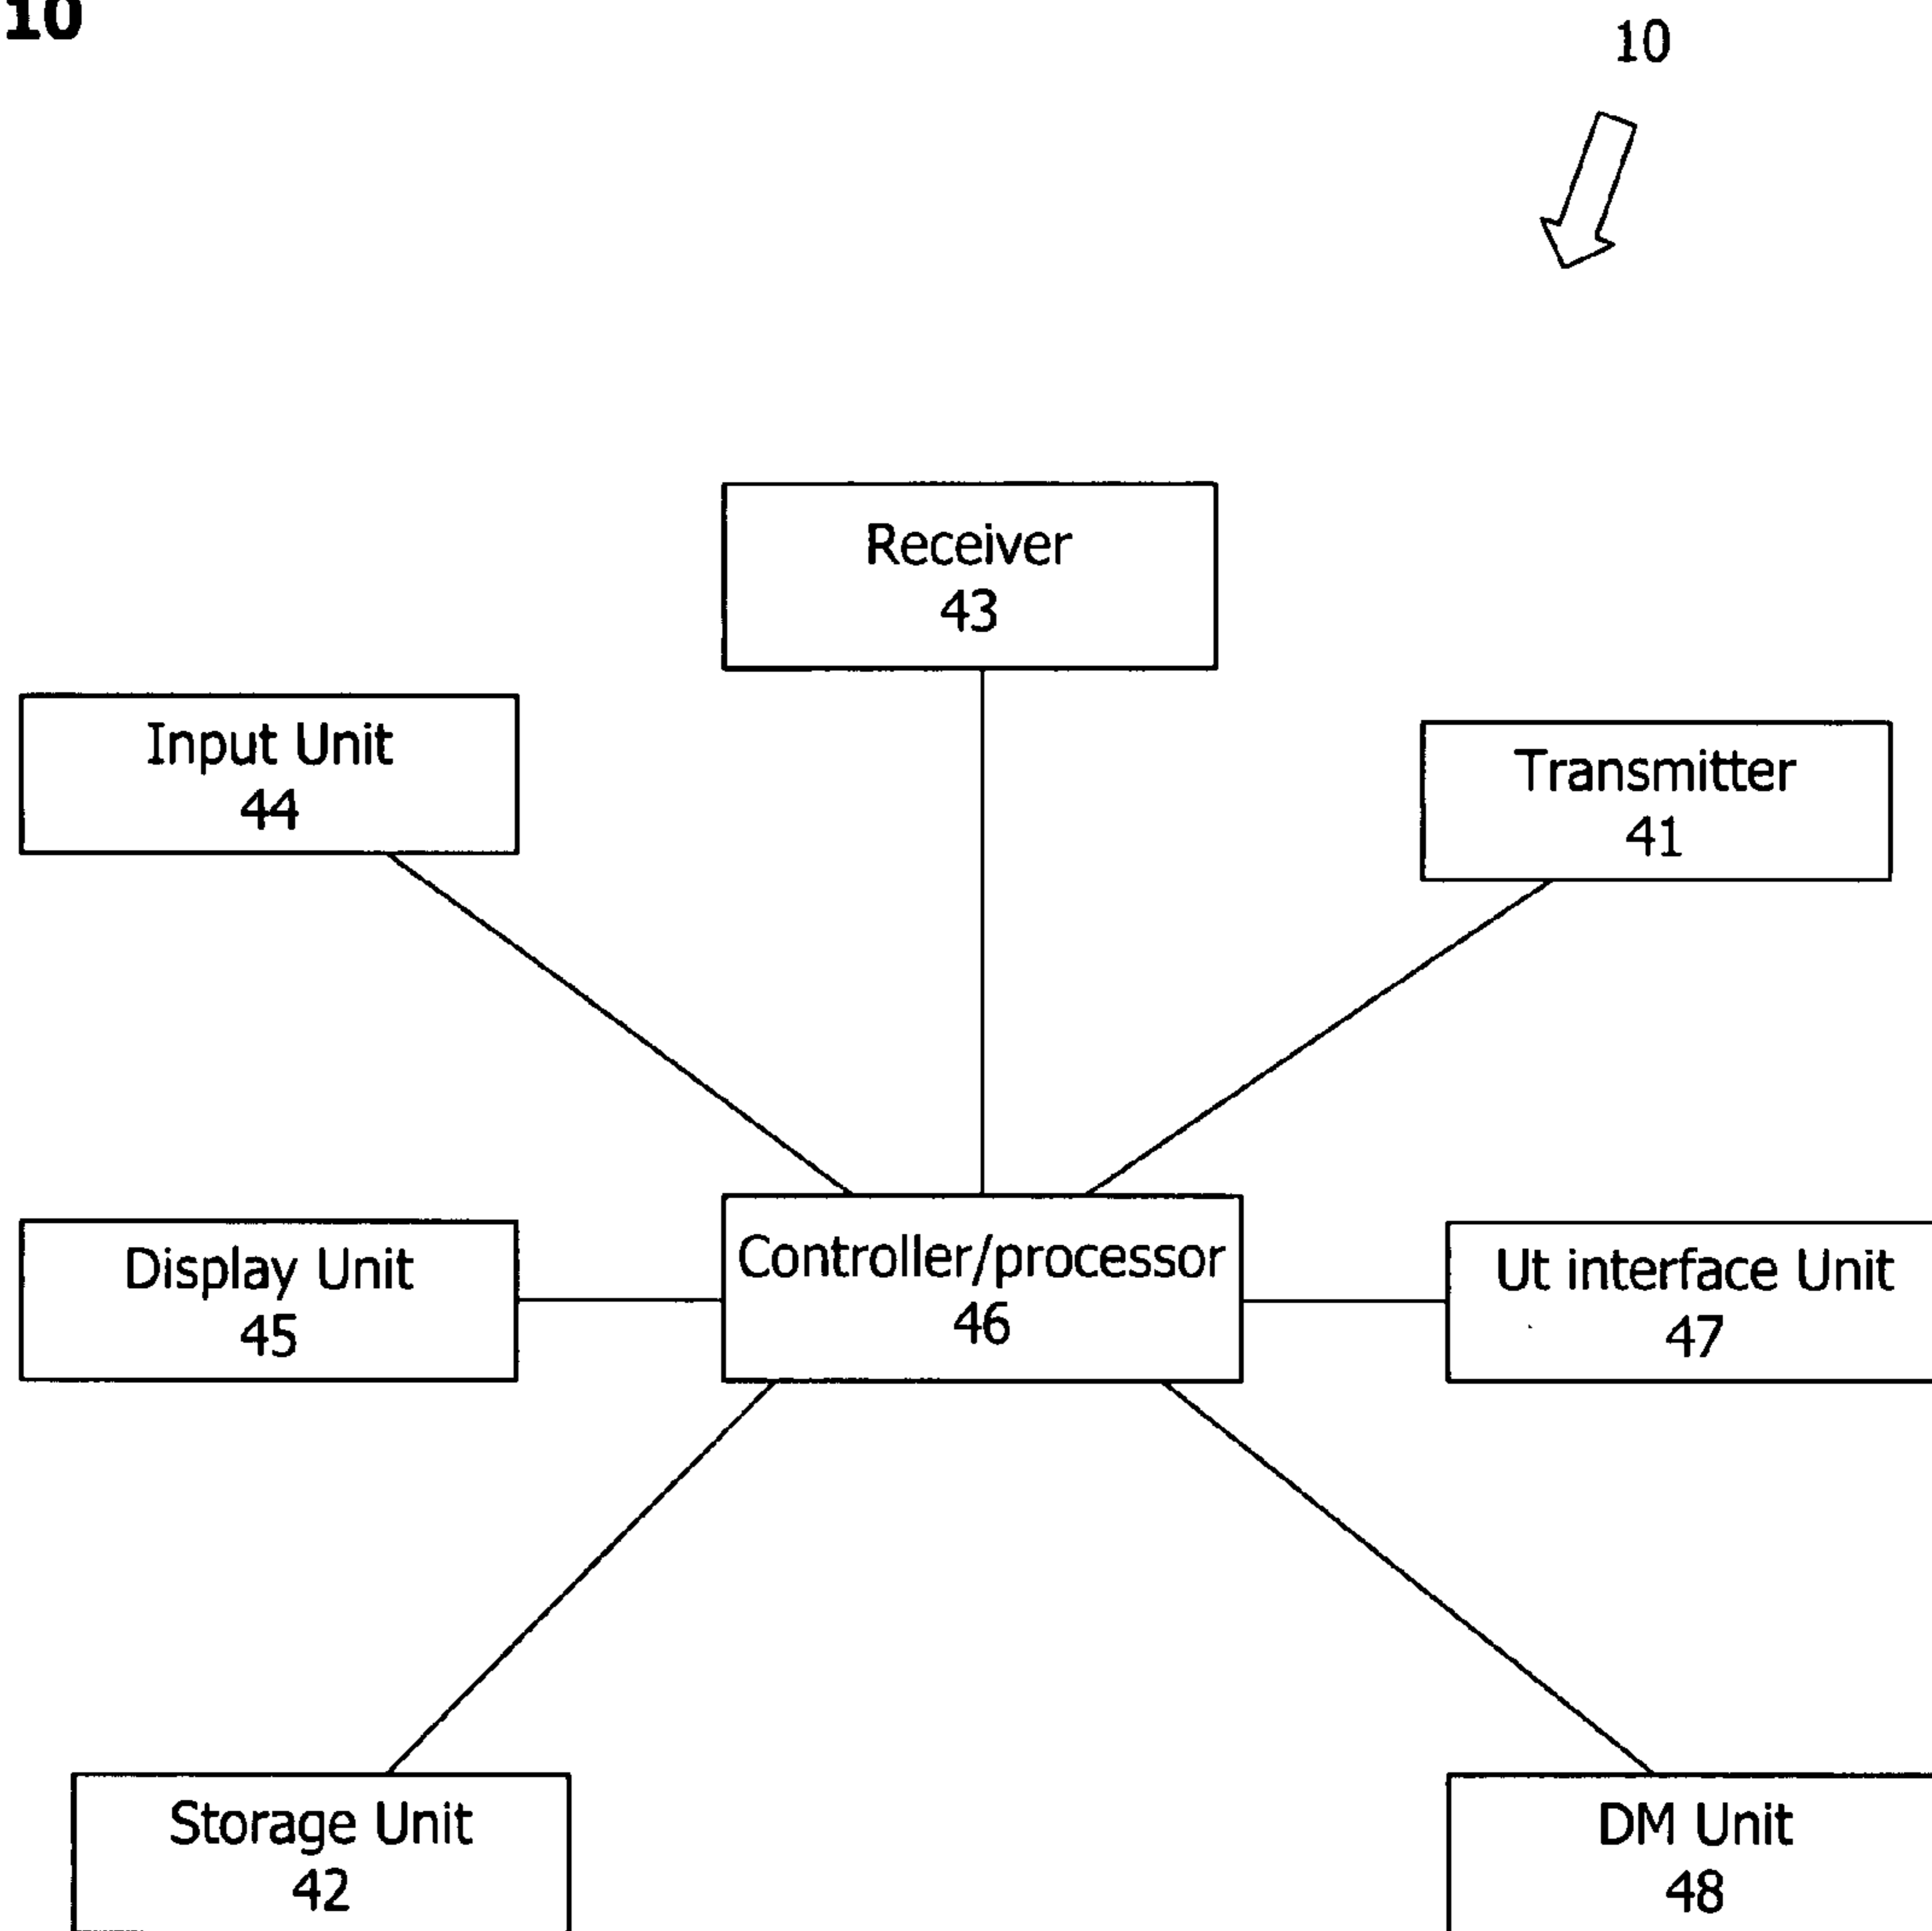 10
10
Receiver
43
Input Unit
44
Transmitter
41
Display Unit
45
Controller/processor
46
Ut interface Unit
47
Storage Unit
42
DM Unit
48